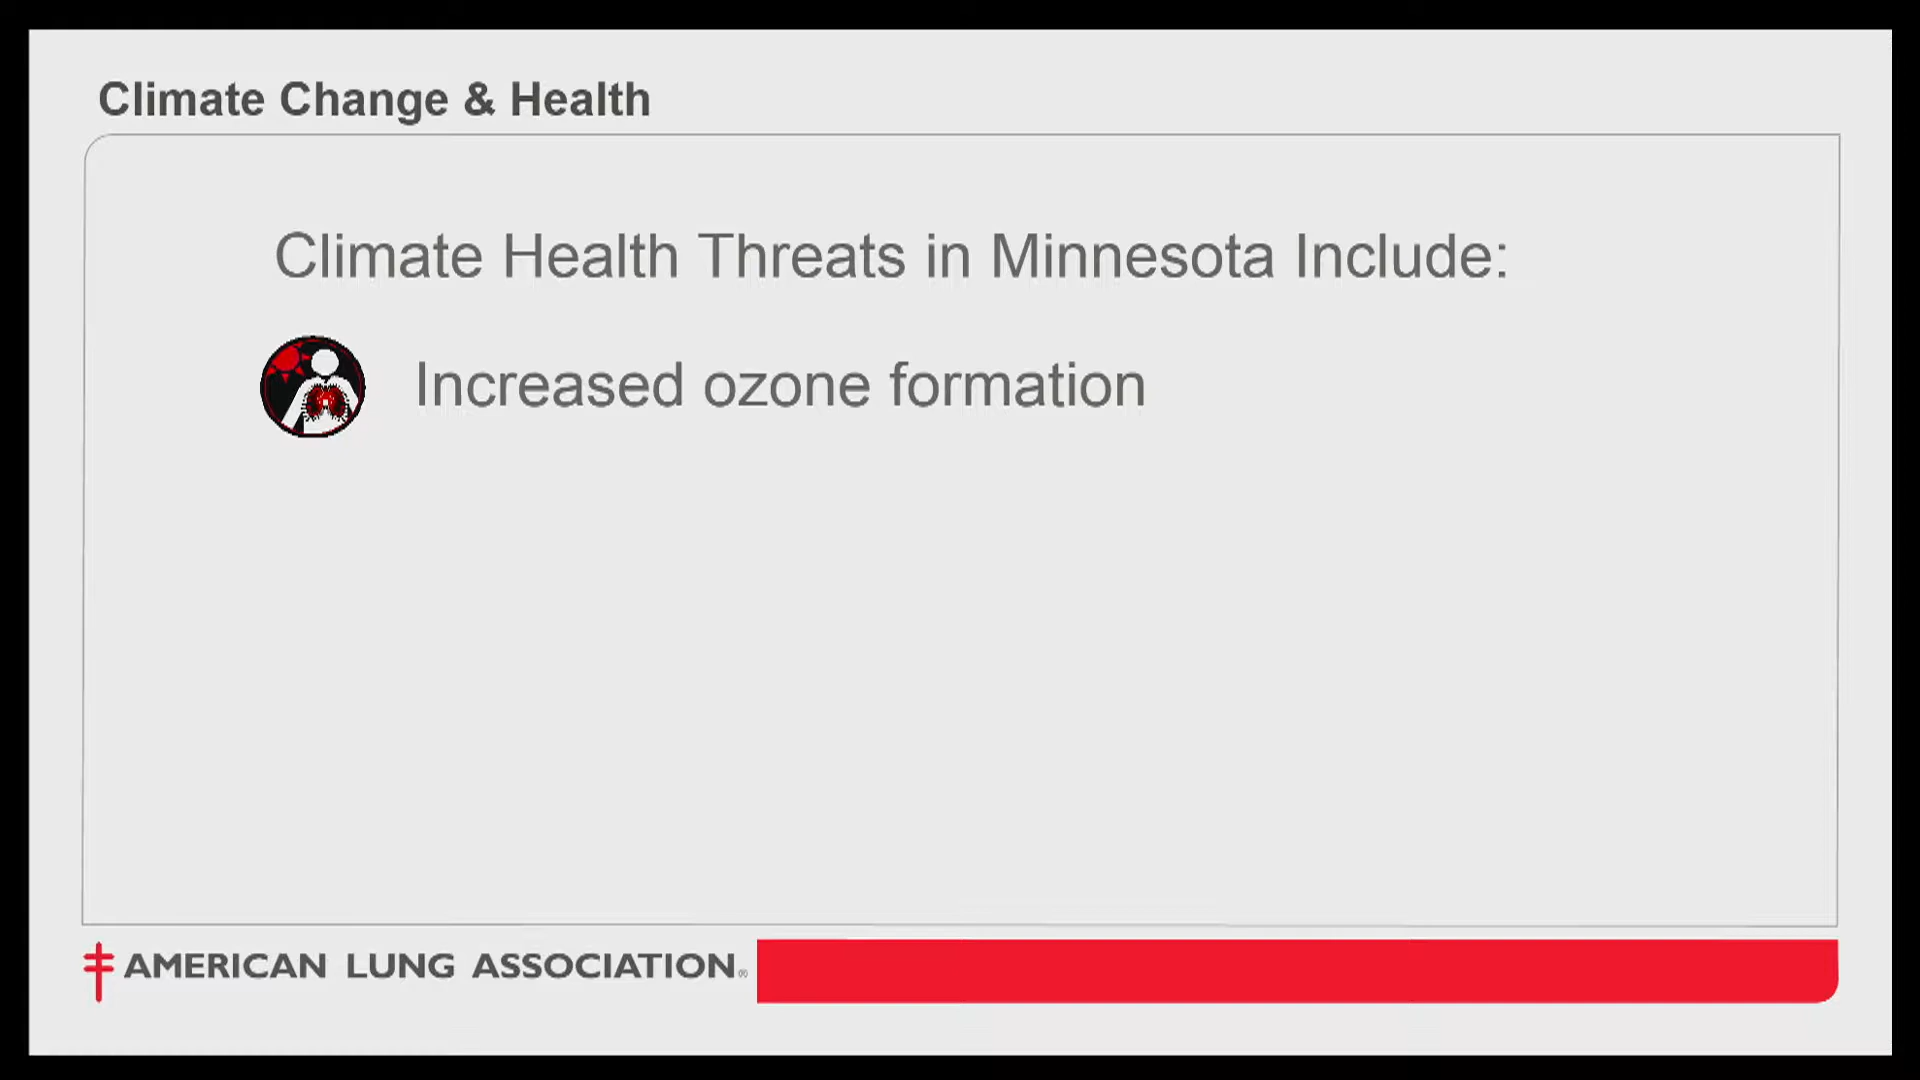 Climate Change & Health
Climate Health Threats in Minnesota Include:
Increased ozone formation
AMERICAN LUNG ASSOCIATION®